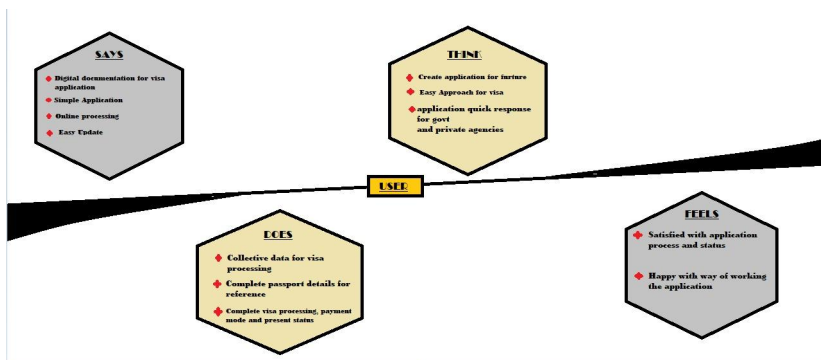 SAYS
Digital documentation for visa
application
Simple Application
Online processing
Easy Update
THINK
Create application for furture
Easy Approach for visa
application quick response
for govt
and private agencies
USER
DOES
Collective data for visa
processing
Complete passport details for
reference
Complete visa processing, payment
mode and present status
FEELS
Satisfied with application
process and status
Happy with way of working
the application